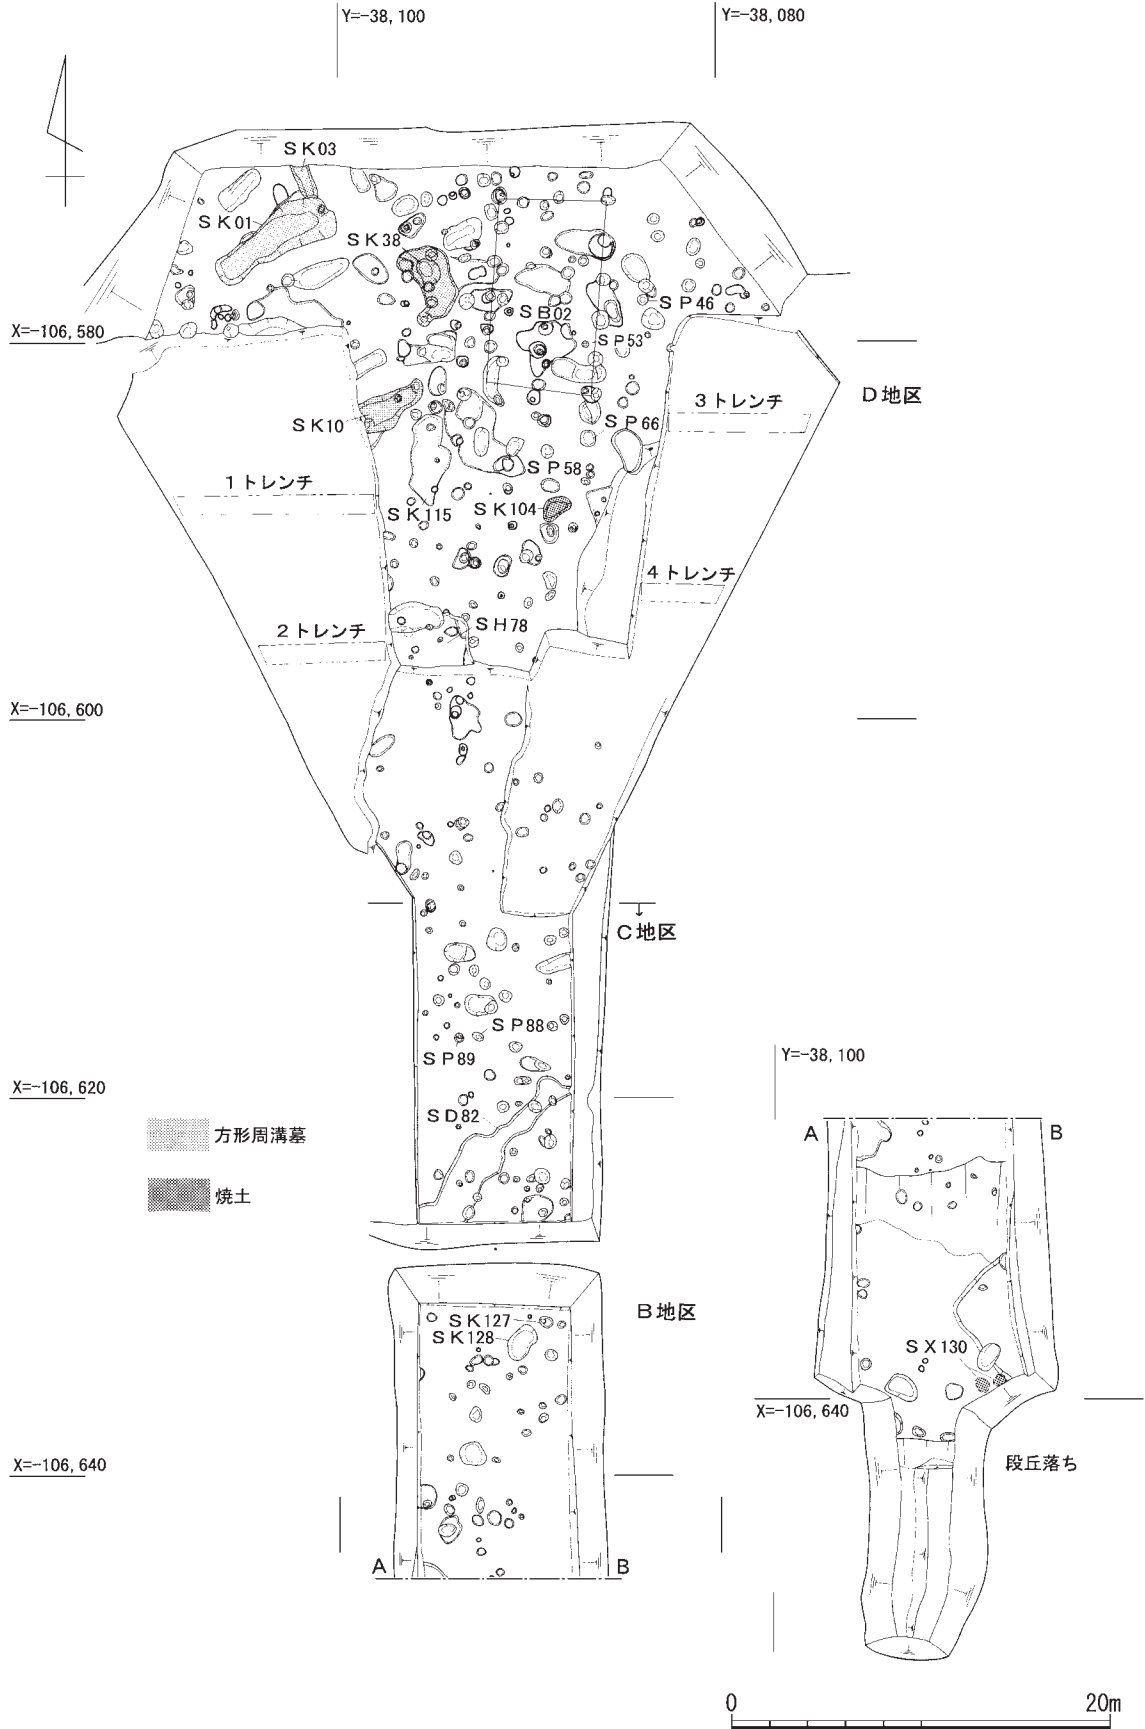 Y=-38,100
Y=-38,080
SK03
SK01
SK38
SP46
SB02
X=-106,580
SP53
D地区
3トレンチ
SK10
SP66
SP58
1トレンチ
SK115
SK104
4トレンチ
2トレンチ
SH78
X=-106,600
C地区
SP88
SP89
Y=-38,100
X=-106,620
SD82
方形周溝墓
A
B
焼土
SK127
B地区
SK128
SX130
X=-106,640
X=-106,640
段丘落ち
A
B
0
20m